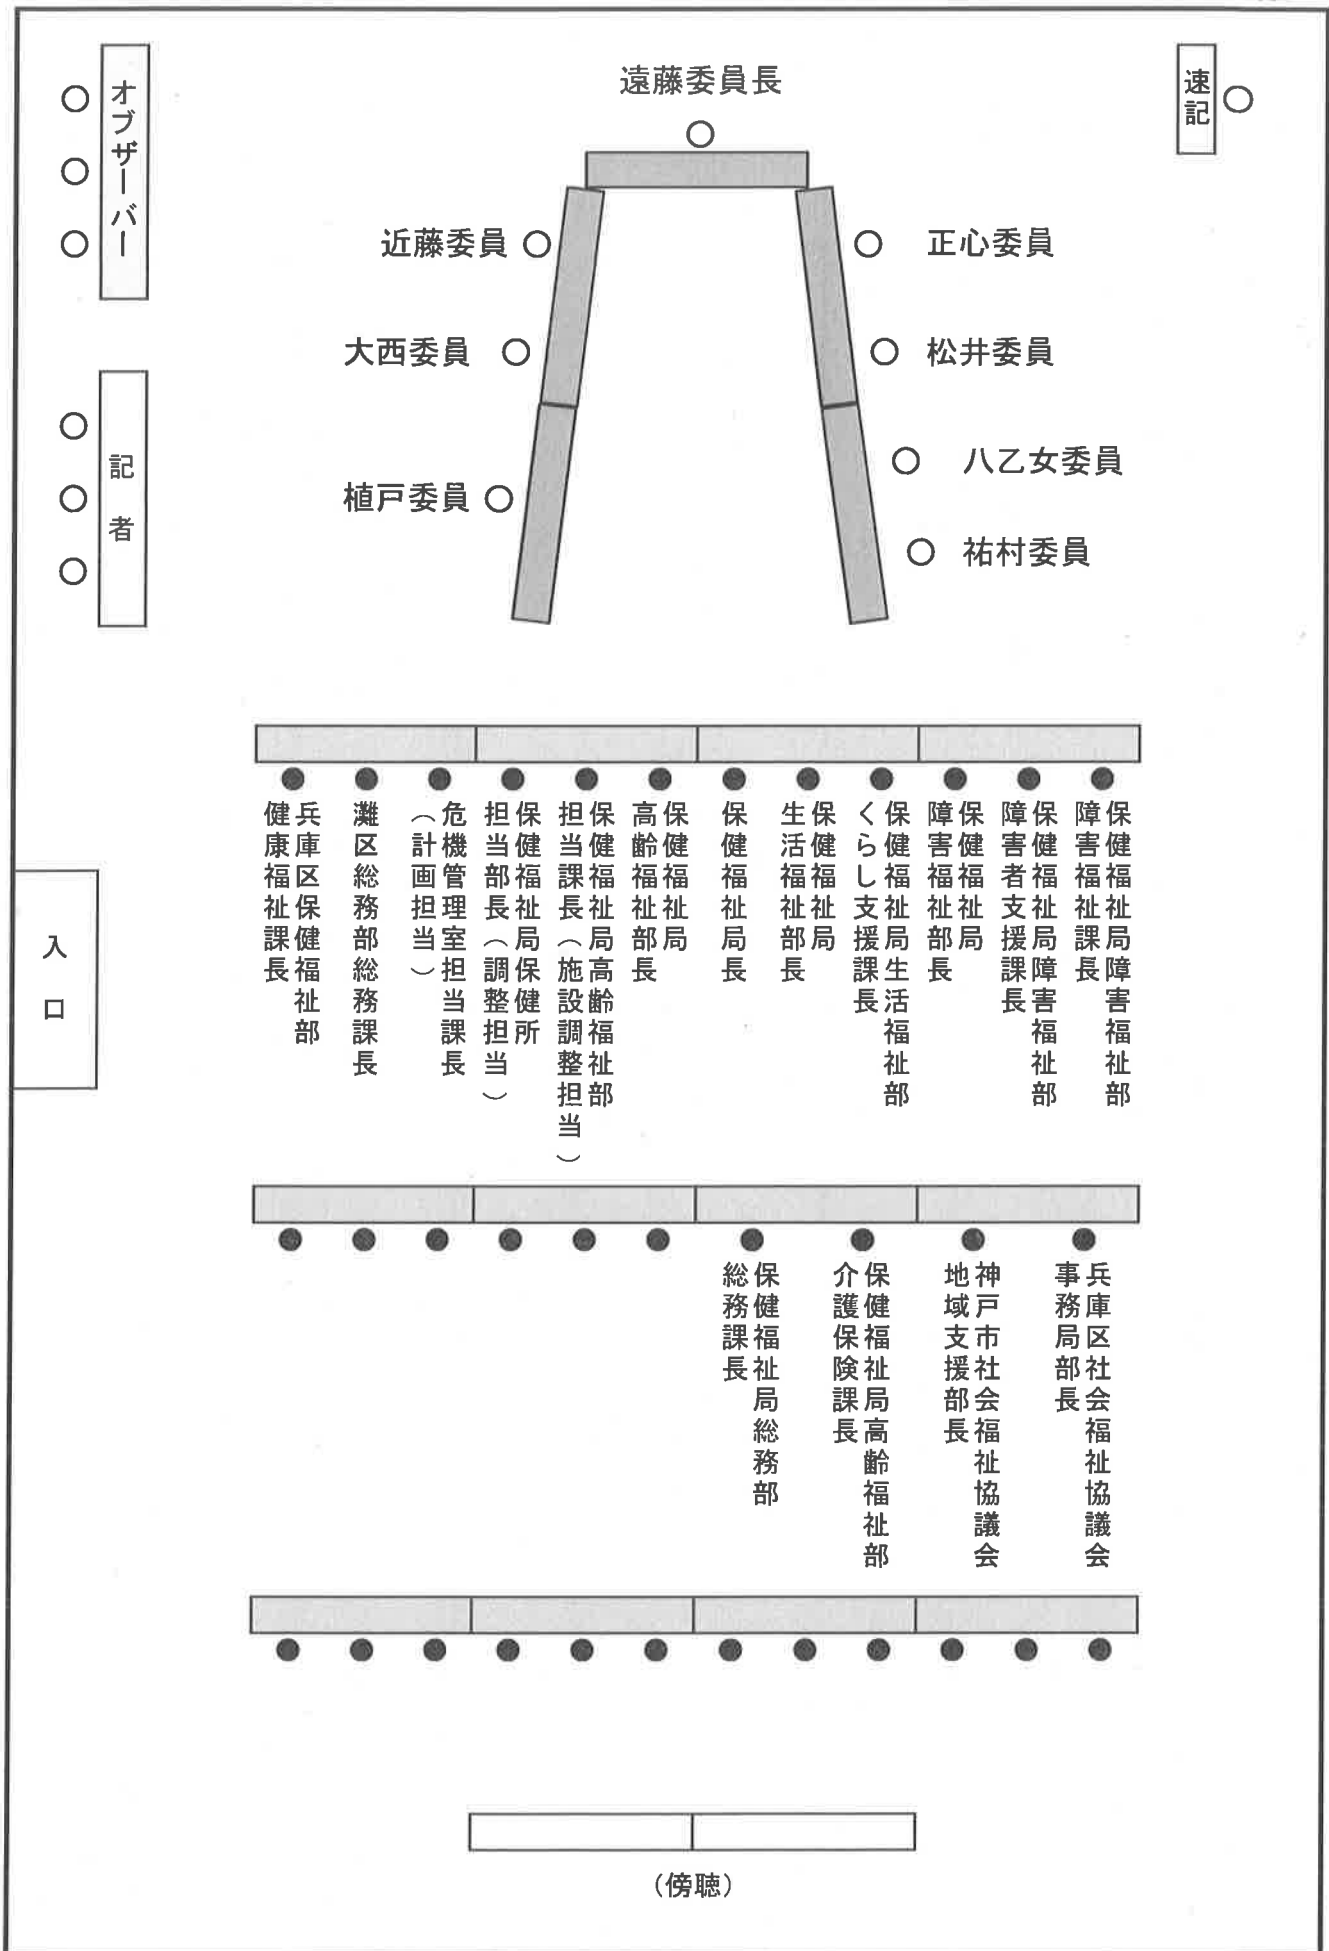 遠藤委員長
オブザーバー
速記
近藤委員
正心委員
大西委員
松井委員
記者
植戸委員
八乙女委員
祐村委員
兵庫区保健福祉部
健康福祉課長
灘区総務部総務課長
危機管理室担当課長
（計画担当）
保健福祉局保健所
担当部長（調整担当）
保健福祉局高齢福祉部
担当課長（施設調整担当）
保健福祉局
高齢福祉部長
保健福祉局長
保健福祉局
生活福祉部長
保健福祉局生活福祉部
くらし支援課長
保健福祉局
障害福祉部長
保健福祉局障害福祉部
障害者支援課長
保健福祉局障害福祉部
障害福祉課長
入口
保健福祉局総務部
総務課長
保健福祉局高齢福祉部
介護保険課長
神戸市社会福祉協議会
地域支援部長
兵庫区社会福祉協議会
事務局部長
（傍聴）